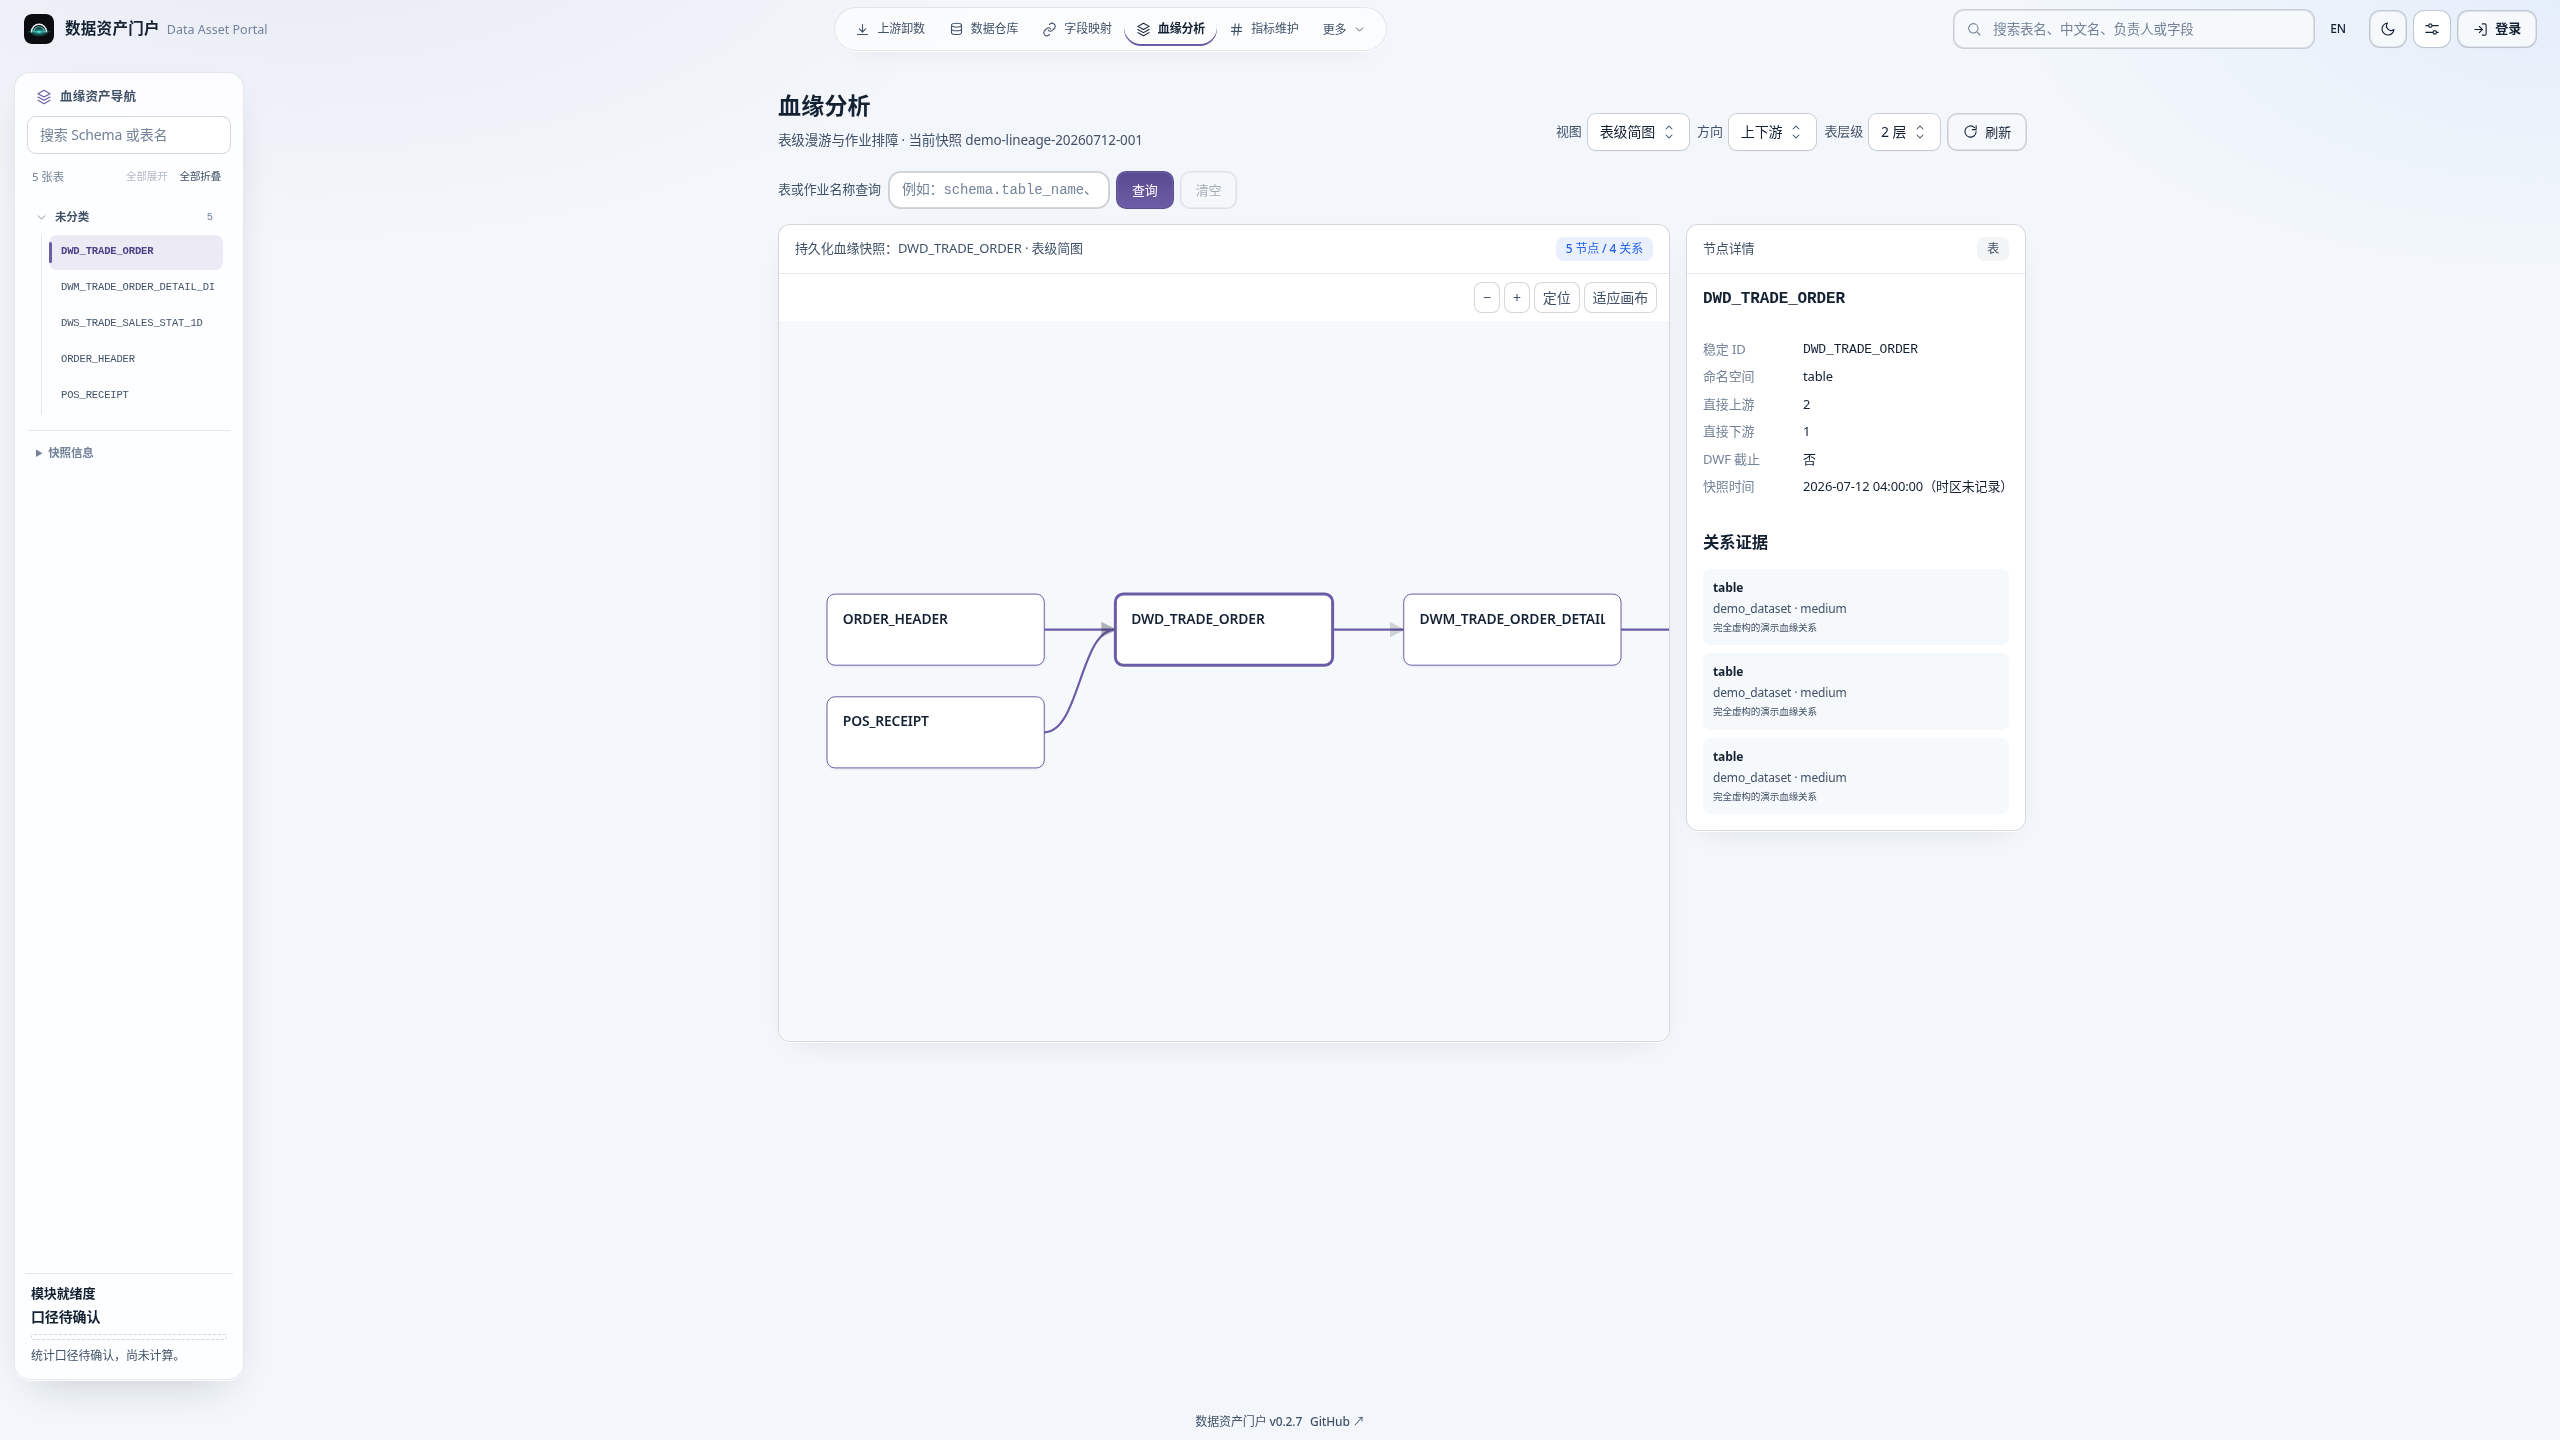 数据资产门户 Data Asset Portal
上游卸数
数据仓库
字段映射
血缘分析
指标维护
更多
搜索表名、中文名、负责人或字段
EN
登录
血缘资产导航
搜索 Schema 或表名
5 张表
全部展开
全部折叠
未分类
5
DWD_TRADE_ORDER
DWM_TRADE_ORDER_DETAIL_DI
DWS_TRADE_SALES_STAT_1D
ORDER_HEADER
POS_RECEIPT
快照信息
模块就绪度
口径待确认
统计口径待确认，尚未计算。
血缘分析
表级漫游与作业排障 · 当前快照 demo-lineage-20260712-001
视图
表级简图
方向
上下游
表层级
2 层
刷新
表或作业名称查询
例如：schema.table_name、
查询
清空
持久化血缘快照：DWD_TRADE_ORDER · 表级简图
5 节点 / 4 关系
−
+
定位
适应画布
ORDER_HEADER
DWD_TRADE_ORDER
DWM_TRADE_ORDER_DETAIL
POS_RECEIPT
节点详情
表
DWD_TRADE_ORDER
稳定 ID
DWD_TRADE_ORDER
命名空间
table
直接上游
2
直接下游
1
DWF 截止
否
快照时间
2026-07-12 04:00:00（时区未记录）
关系证据
table
demo_dataset · medium
完全虚构的演示血缘关系
table
demo_dataset · medium
完全虚构的演示血缘关系
table
demo_dataset · medium
完全虚构的演示血缘关系
数据资产门户 v0.2.7 GitHub ↗